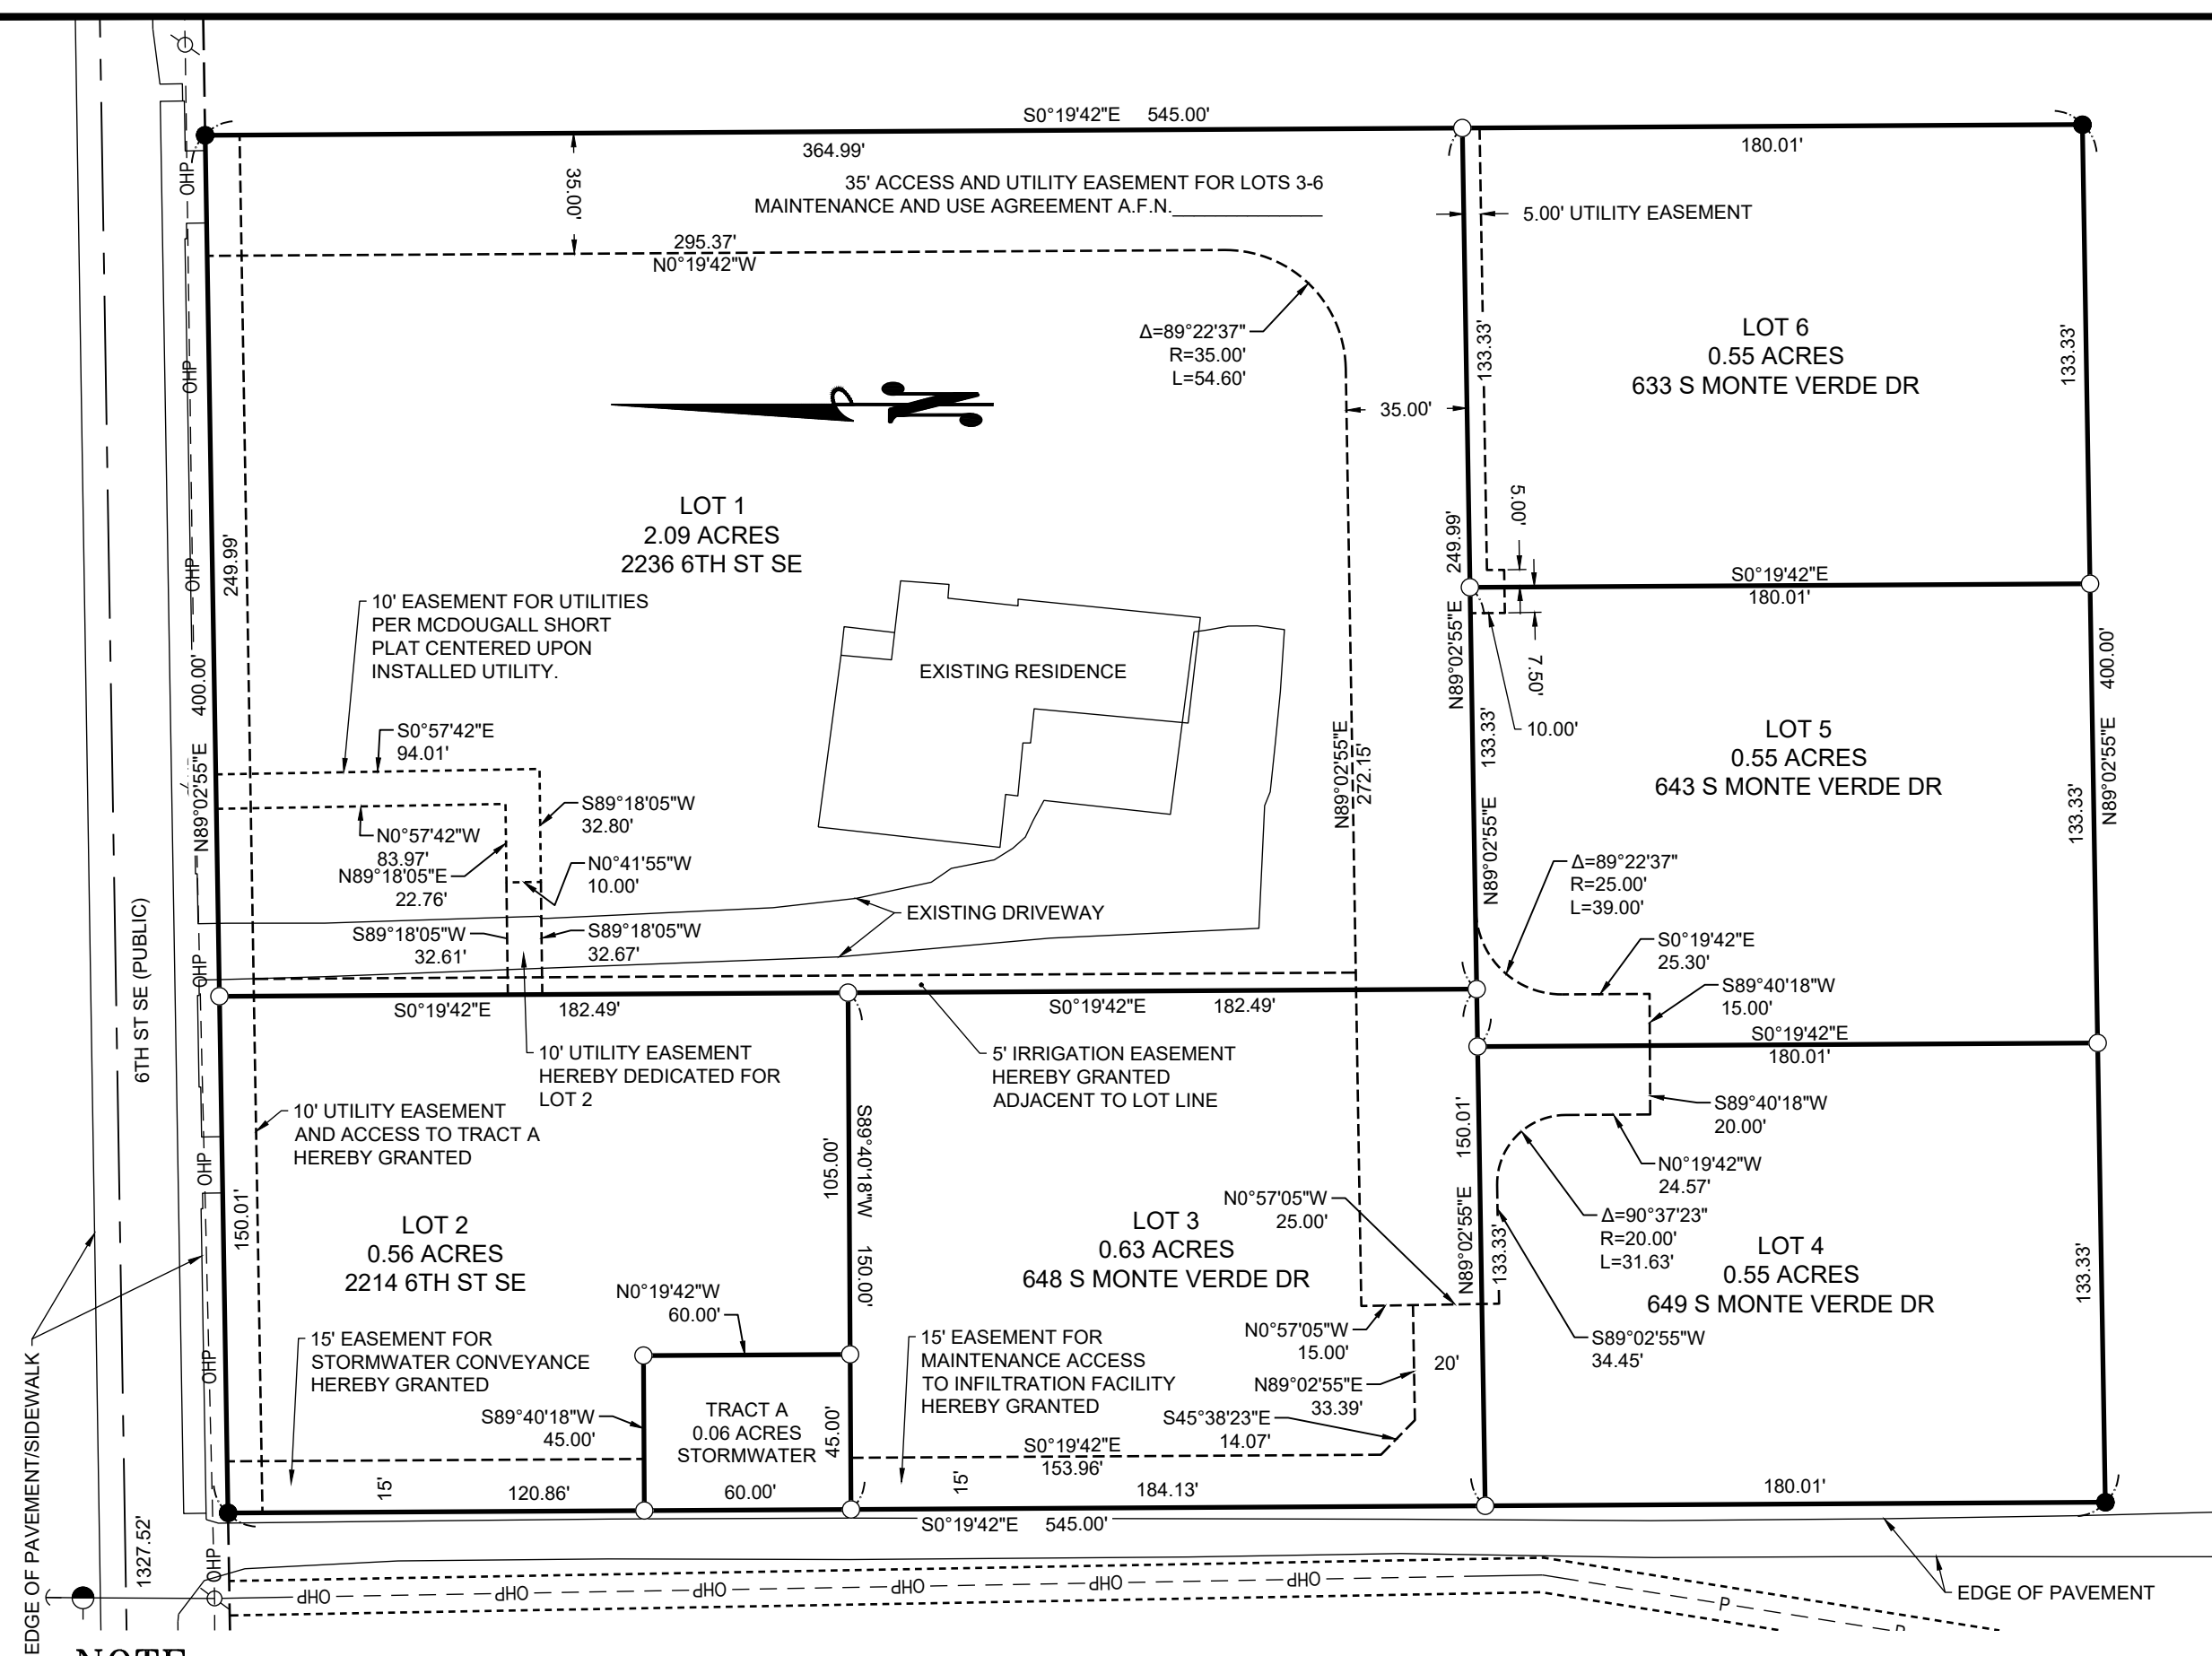 S0°19'42"E 545.00'
364.99'
180.01'
35.00'
35' ACCESS AND UTILITY EASEMENT FOR LOTS 3-6
MAINTENANCE AND USE AGREEMENT A.F.N.______________
5.00' UTILITY EASEMENT
295.37'
N0°19'42"W
Δ=89°22'37"
R=35.00'
L=54.60'
35.00'
133.33'
LOT 6
0.55 ACRES
633 S MONTE VERDE DR
133.33'
OHP
OHP
OHP
LOT 1
2.09 ACRES
2236 6TH ST SE
249.99'
249.99'
5.00'
S0°19'42"E
180.01'
10' EASEMENT FOR UTILITIES
PER MCDOUGALL SHORT
PLAT CENTERED UPON
INSTALLED UTILITY.
EXISTING RESIDENCE
N89°02'55"E
7.50'
10.00'
N89°02'55"E 400.00'
N89°02'55"E 400.00'
S0°57'42"E
94.01'
N0°57'42"W
83.97'
S89°18'05"W
32.80'
N89°18'05"E
22.76'
N0°41'55"W
10.00'
N89°02'55"E
272.15'
133.33'
N89°02'55"E
LOT 5
0.55 ACRES
643 S MONTE VERDE DR
133.33'
Δ=89°22'37"
R=25.00'
L=39.00'
EXISTING DRIVEWAY
S89°18'05"W
32.61'
S89°18'05"W
32.67'
S0°19'42"E
25.30'
S89°40'18"W
15.00'
OHP
S0°19'42"E 182.49'
S0°19'42"E 182.49'
S0°19'42"E
180.01'
6TH ST SE (PUBLIC)
10' UTILITY EASEMENT
HEREBY DEDICATED FOR
LOT 2
5' IRRIGATION EASEMENT
HEREBY GRANTED
ADJACENT TO LOT LINE
10' UTILITY EASEMENT
AND ACCESS TO TRACT A
HEREBY GRANTED
105.00'
S89°40'18"W 150.00'
150.01'
S89°40'18"W
20.00'
OHP
150.01'
N0°19'42"W
24.57'
N0°57'05"W
25.00'
LOT 2
0.56 ACRES
2214 6TH ST SE
LOT 3
0.63 ACRES
648 S MONTE VERDE DR
N89°02'55"E
133.33'
Δ=90°37'23"
R=20.00'
L=31.63'
LOT 4
0.55 ACRES
649 S MONTE VERDE DR
133.33'
N0°19'42"W
60.00'
15' EASEMENT FOR
STORMWATER CONVEYANCE
HEREBY GRANTED
15' EASEMENT FOR
MAINTENANCE ACCESS
TO INFILTRATION FACILITY
HEREBY GRANTED
N0°57'05"W
15.00'
20'
S89°02'55"W
34.45'
OHP
N89°02'55"E
33.39'
S89°40'18"W
45.00'
TRACT A
0.06 ACRES
STORMWATER
45.00'
S45°38'23"E
14.07'
S0°19'42"E
153.96'
15'
120.86'
60.00'
15'
184.13'
180.01'
S0°19'42"E 545.00'
EDGE OF PAVEMENT/SIDEWALK
1327.52'
OHP
OHP
OHP
OHP
OHP
OHP
OHP
P
P
EDGE OF PAVEMENT
NOTE